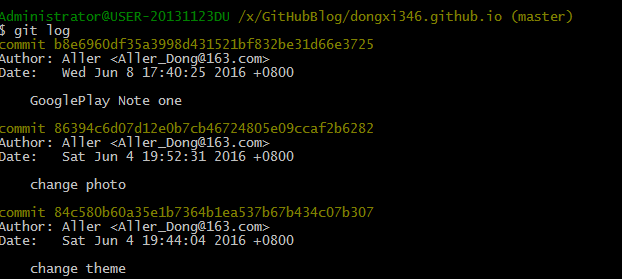 Administrator@USER-20131123DU /x/GitHubBlog/dongxi346.github.io (master)
$ git log
commit b8e6960df35a3998d431521bf832be31d66e3725
Author: Aller <Aller_Dong@163.com>
Date:   Wed Jun 8 17:40:25 2016 +0800
    GooglePlay Note one
commit 86394c6d07d12e0b7cb46724805e09ccaf2b6282
Author: Aller <Aller_Dong@163.com>
Date:   Sat Jun 4 19:52:31 2016 +0800
    change photo
commit 84c580b60a35e1b7364b1ea537b67b434c07b307
Author: Aller <Aller_Dong@163.com>
Date:   Sat Jun 4 19:44:04 2016 +0800
    change theme